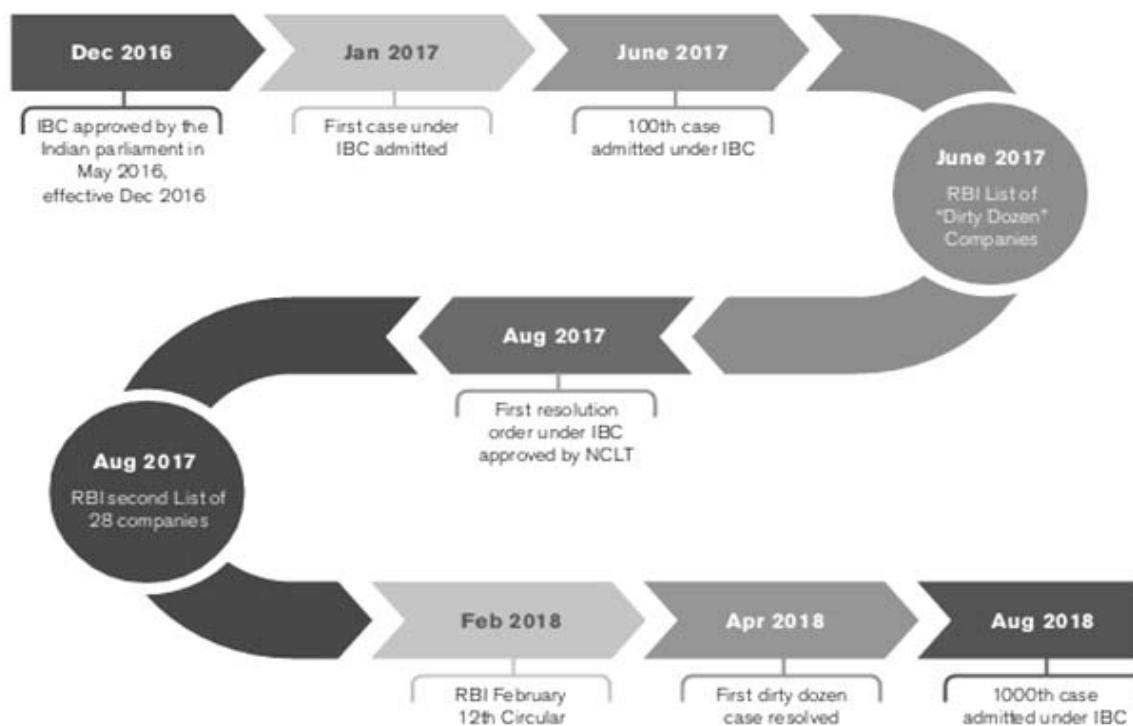 Dec 2016
IBC approved by the
Indian parliament in
May 2016,
effective Dec 2016
Jan 2017
First case under
IBC admitted
June 2017
100th case
admitted under IBC
June 2017
RBI List of
"Dirty Dozen"
Companies
Aug 2017
First resolution
order under IBC
approved by NCLT
Aug 2017
RBI second List of
28 companies
Feb 2018
RBI February
12th Circular
Apr 2018
First dirty dozen
case resolved
Aug 2018
1000th case
admitted under IBC